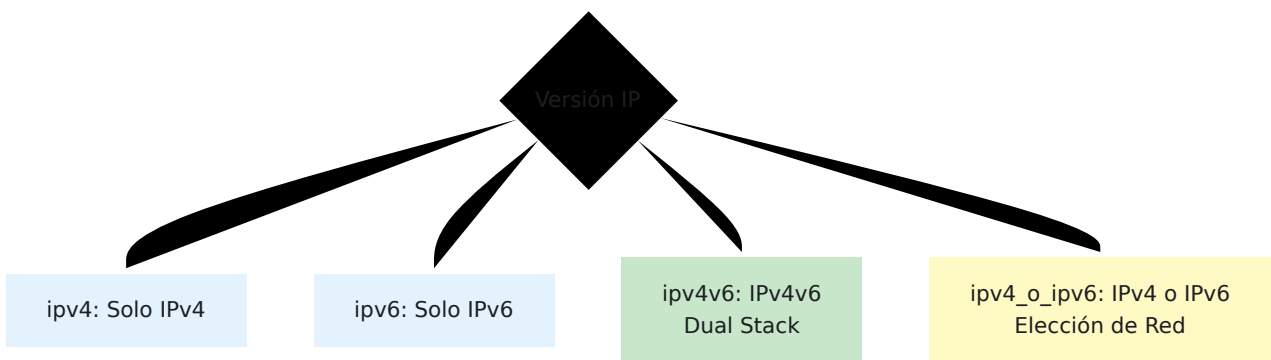 Versión IP
ipv4: Solo IPv4
ipv6: Solo IPv6
ipv4v6: IPv4v6
Dual Stack
ipv4_o_ipv6: IPv4 o IPv6
Elección de Red